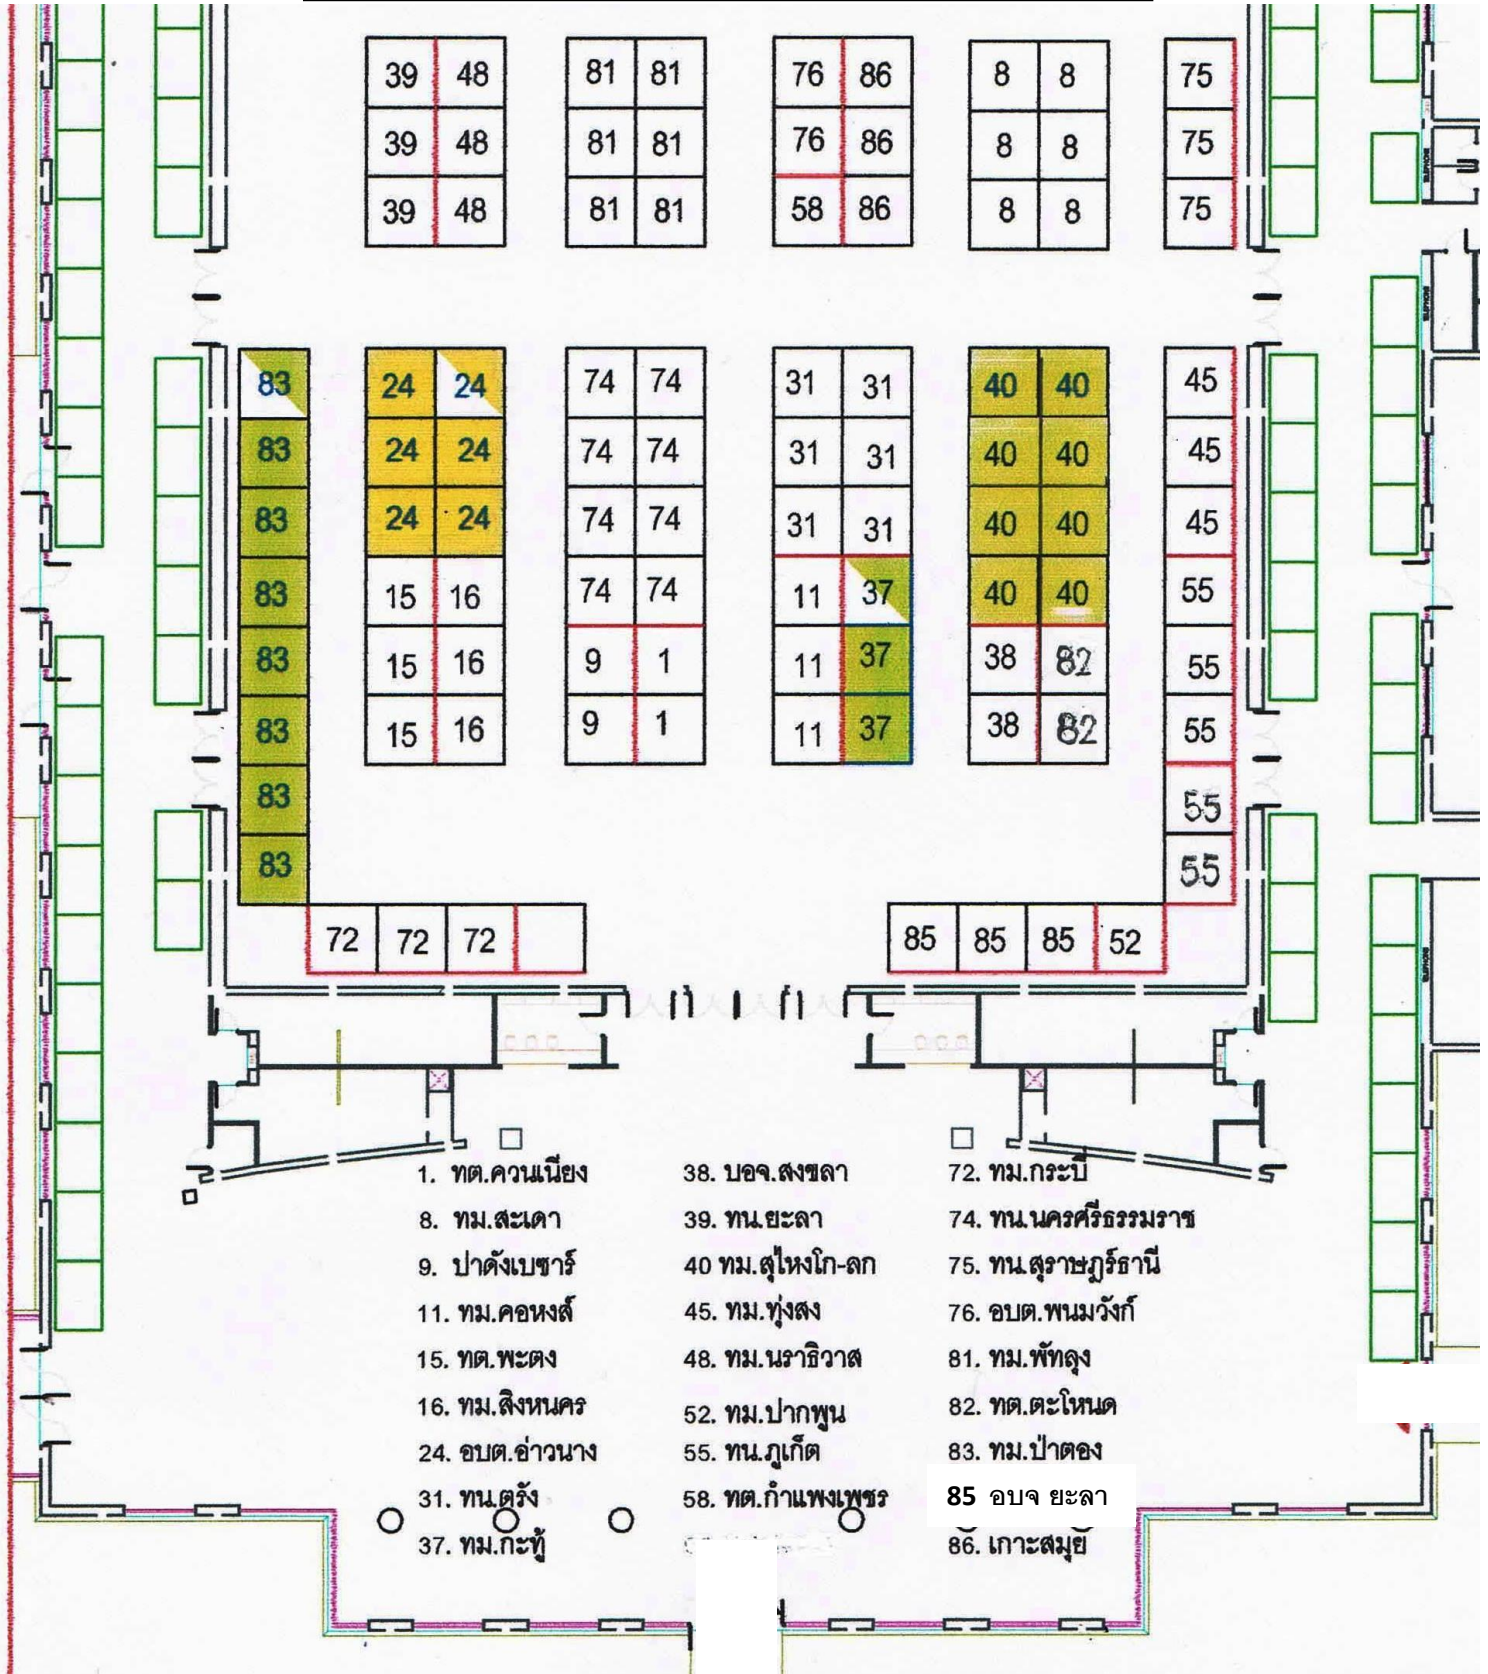 39 48 81 81 76 86 8 8 75
39 48 81 81 76 86 8 8 75
39 48 81 81 58 86 8 8 75
83 24 24 74 74 31 31 40 40 45
83 24 24 74 74 31 31 40 40 45
83 24 24 74 74 31 31 40 40 45
83 15 16 74 74 11 37 40 40 55
83 15 16 9 1 11 37 38 82 55
83 15 16 9 1 11 37 38 82 55
83 55
83 55
72 72 72 85 85 85 52
1. ทต.ควนเนียง
8. ทม.สะเดา
9. ปาดังเบซาร์
11. ทม.คอหงส์
15. ทต.พะตง
16. ทม.สิงหนคร
24. อบต.อ่าวนาง
31. ทน.ตรัง
37. ทม.กะทู้
38. บอจ.สงขลา
39. ทน.ยะลา
40 ทม.สุไหงโก-ลก
45. ทม.ทุ่งสง
48. ทม.นราธิวาส
52. ทม.ปากพูน
55. ทน.ภูเก็ต
58. ทต.กำแพงเพชร
72. ทม.กระบี่
74. ทน.นครศรีธรรมราช
75. ทน.สุราษฎร์ธานี
76. อบต.พนมวังก์
81. ทม.พัทลุง
82. ทต.ตะโหนด
83. ทม.ป่าตอง
85 อบจ ยะลา
86. เกาะสมุย